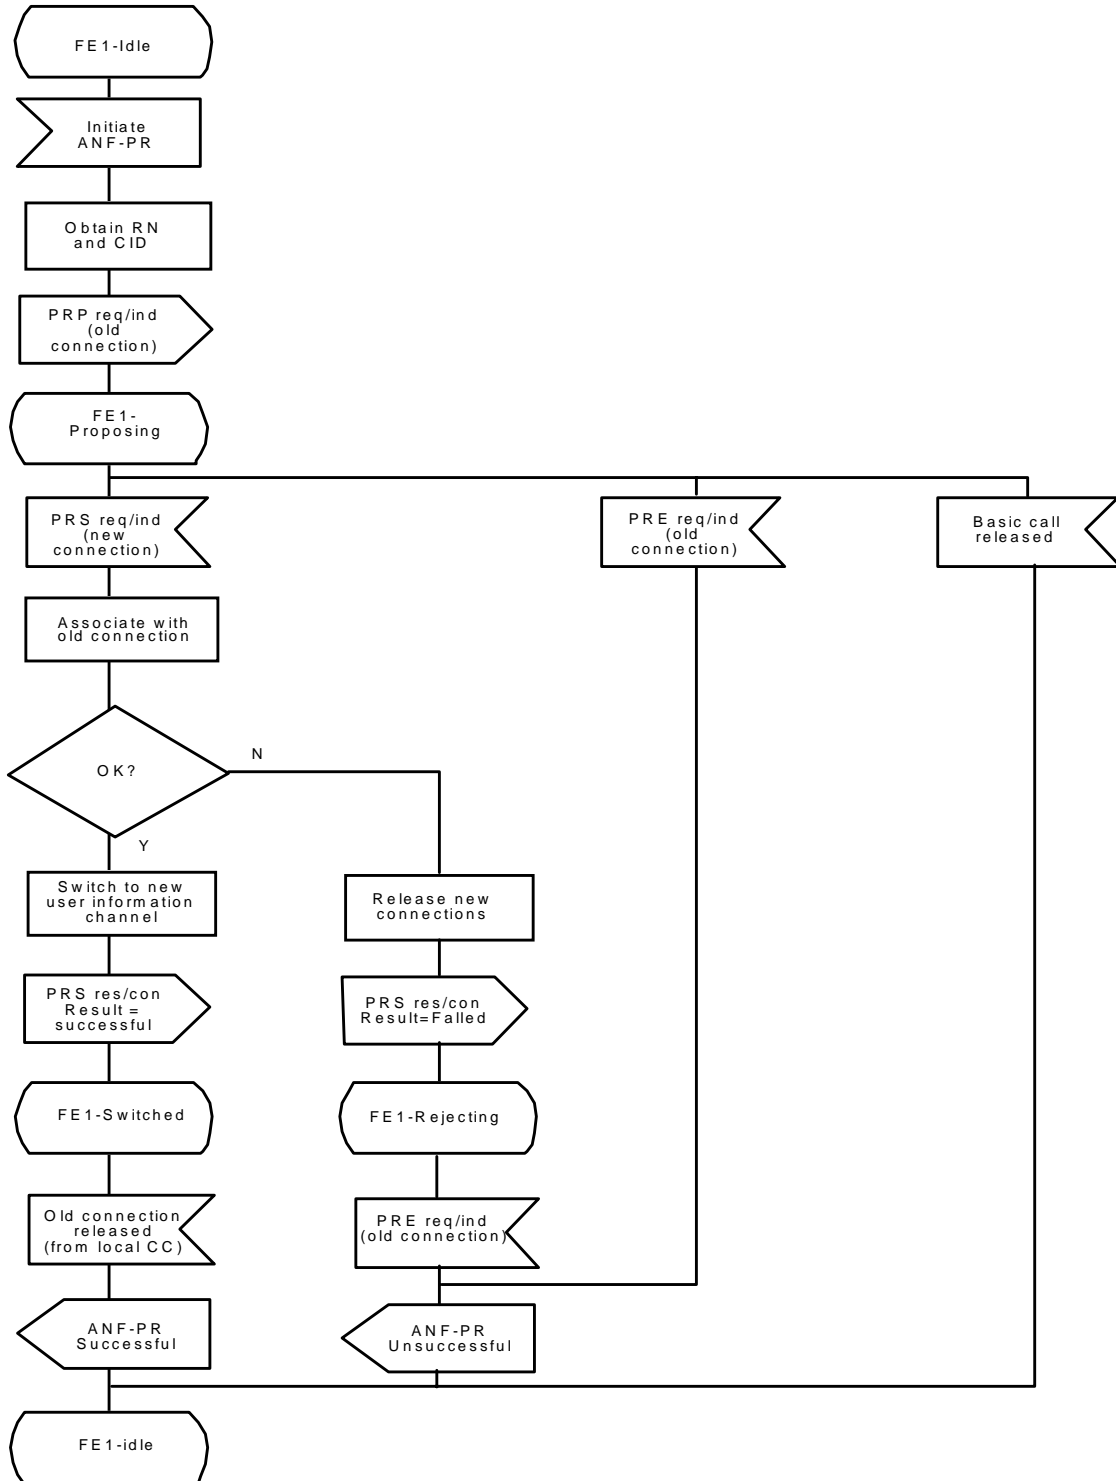 FE1-Idle
Initiate
ANF-PR
Obtain RN
and CID
PRP req/ind
(old
connection)
FE1-
Proposing
PRS req/ind
(new
connection)
PRE req/ind
(old
connection)
Basic call
released
Associate with
old connection
OK?
N
Y
Switch to new
user information
channel
Release new
connections
PRS res/con
Result =
successful
PRS res/con
Result=Falled
FE1-Switched
FE1-Rejecting
Old connection
released
(from local CC)
PRE req/ind
(old connection)
ANF-PR
Successful
ANF-PR
Unsuccessful
FE1-idle